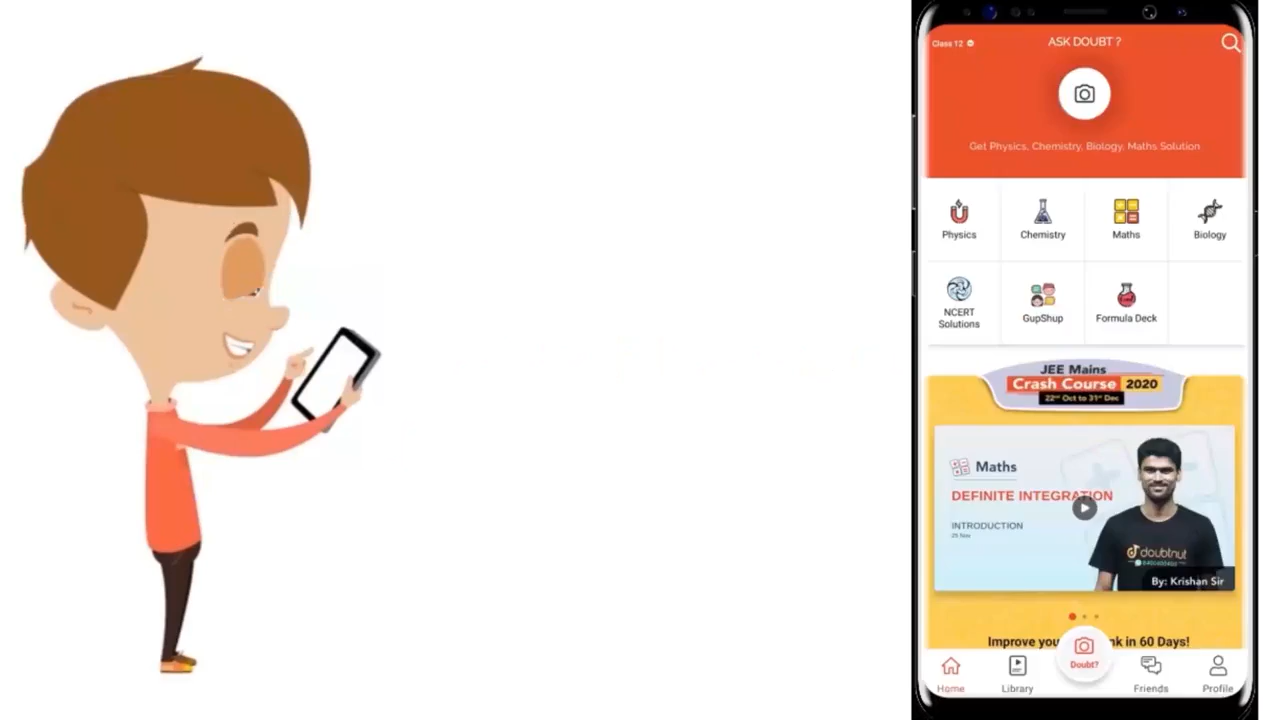 Class 12
ASK DOUBT ?
Get Physics, Chemistry, Biology, Maths Solution
Physics
Chemistry
Maths
Biology
NCERT
Solutions
GupShup
Formula Deck
JEE Mains
Crash Course 2020
22nd Oct to 31st Dec
Maths
DEFINITE INTEGRATION
INTRODUCTION
doubtnut
By: Krishan Sir
Improve you nk in 60 Days!
Doubt?
Home
Library
Friends
Profile